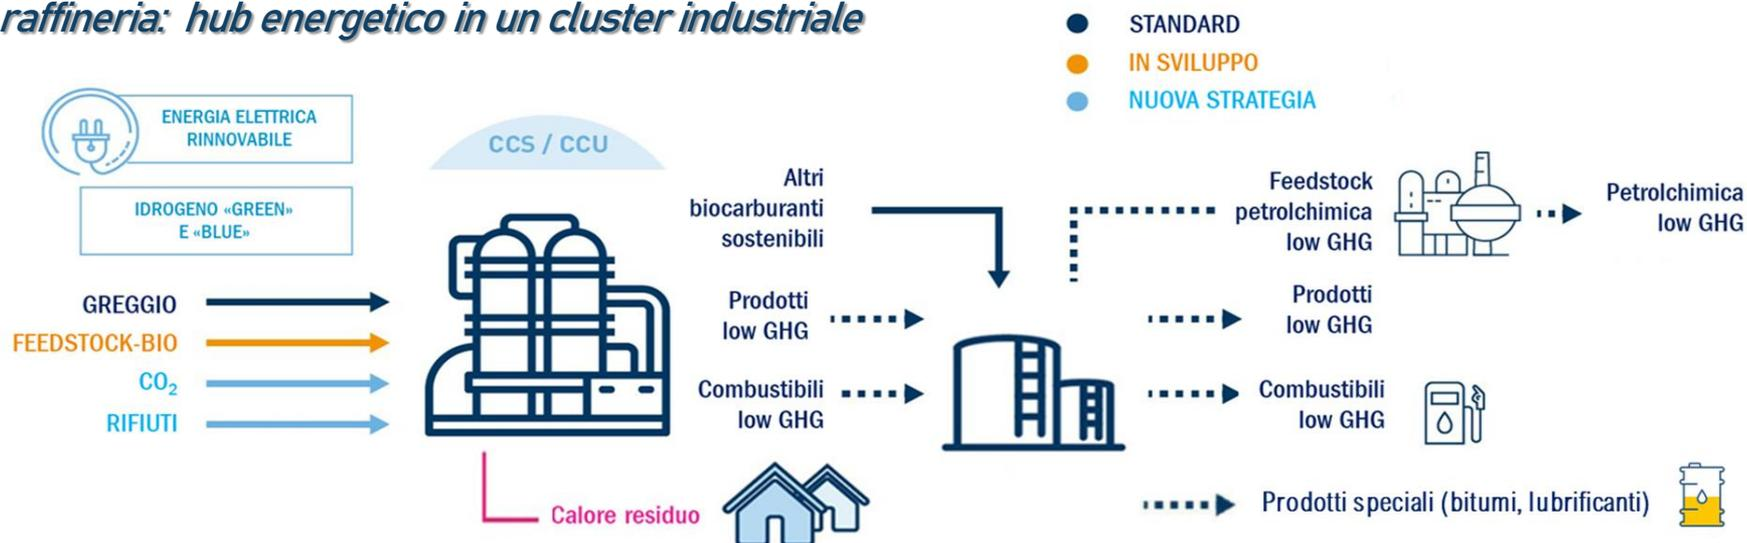 raffineria: hub energetico in un cluster industriale
STANDARD
IN SVILUPPO
NUOVA STRATEGIA
ENERGIA ELETTRICA
RINNOVABILE
IDROGENO «GREEN»
E «BLUE»
GREGGIO
FEEDSTOCK-BIO
CO₂
RIFIUTI
CCS / CCU
Calore residuo
Altri
biocarburanti
sostenibili
Prodotti
low GHG
Combustibili
low GHG
Feedstock
petrolchimica
low GHG
Petrolchimica
low GHG
Prodotti
low GHG
Combustibili
low GHG
Prodotti speciali (bitumi, lubrificanti)